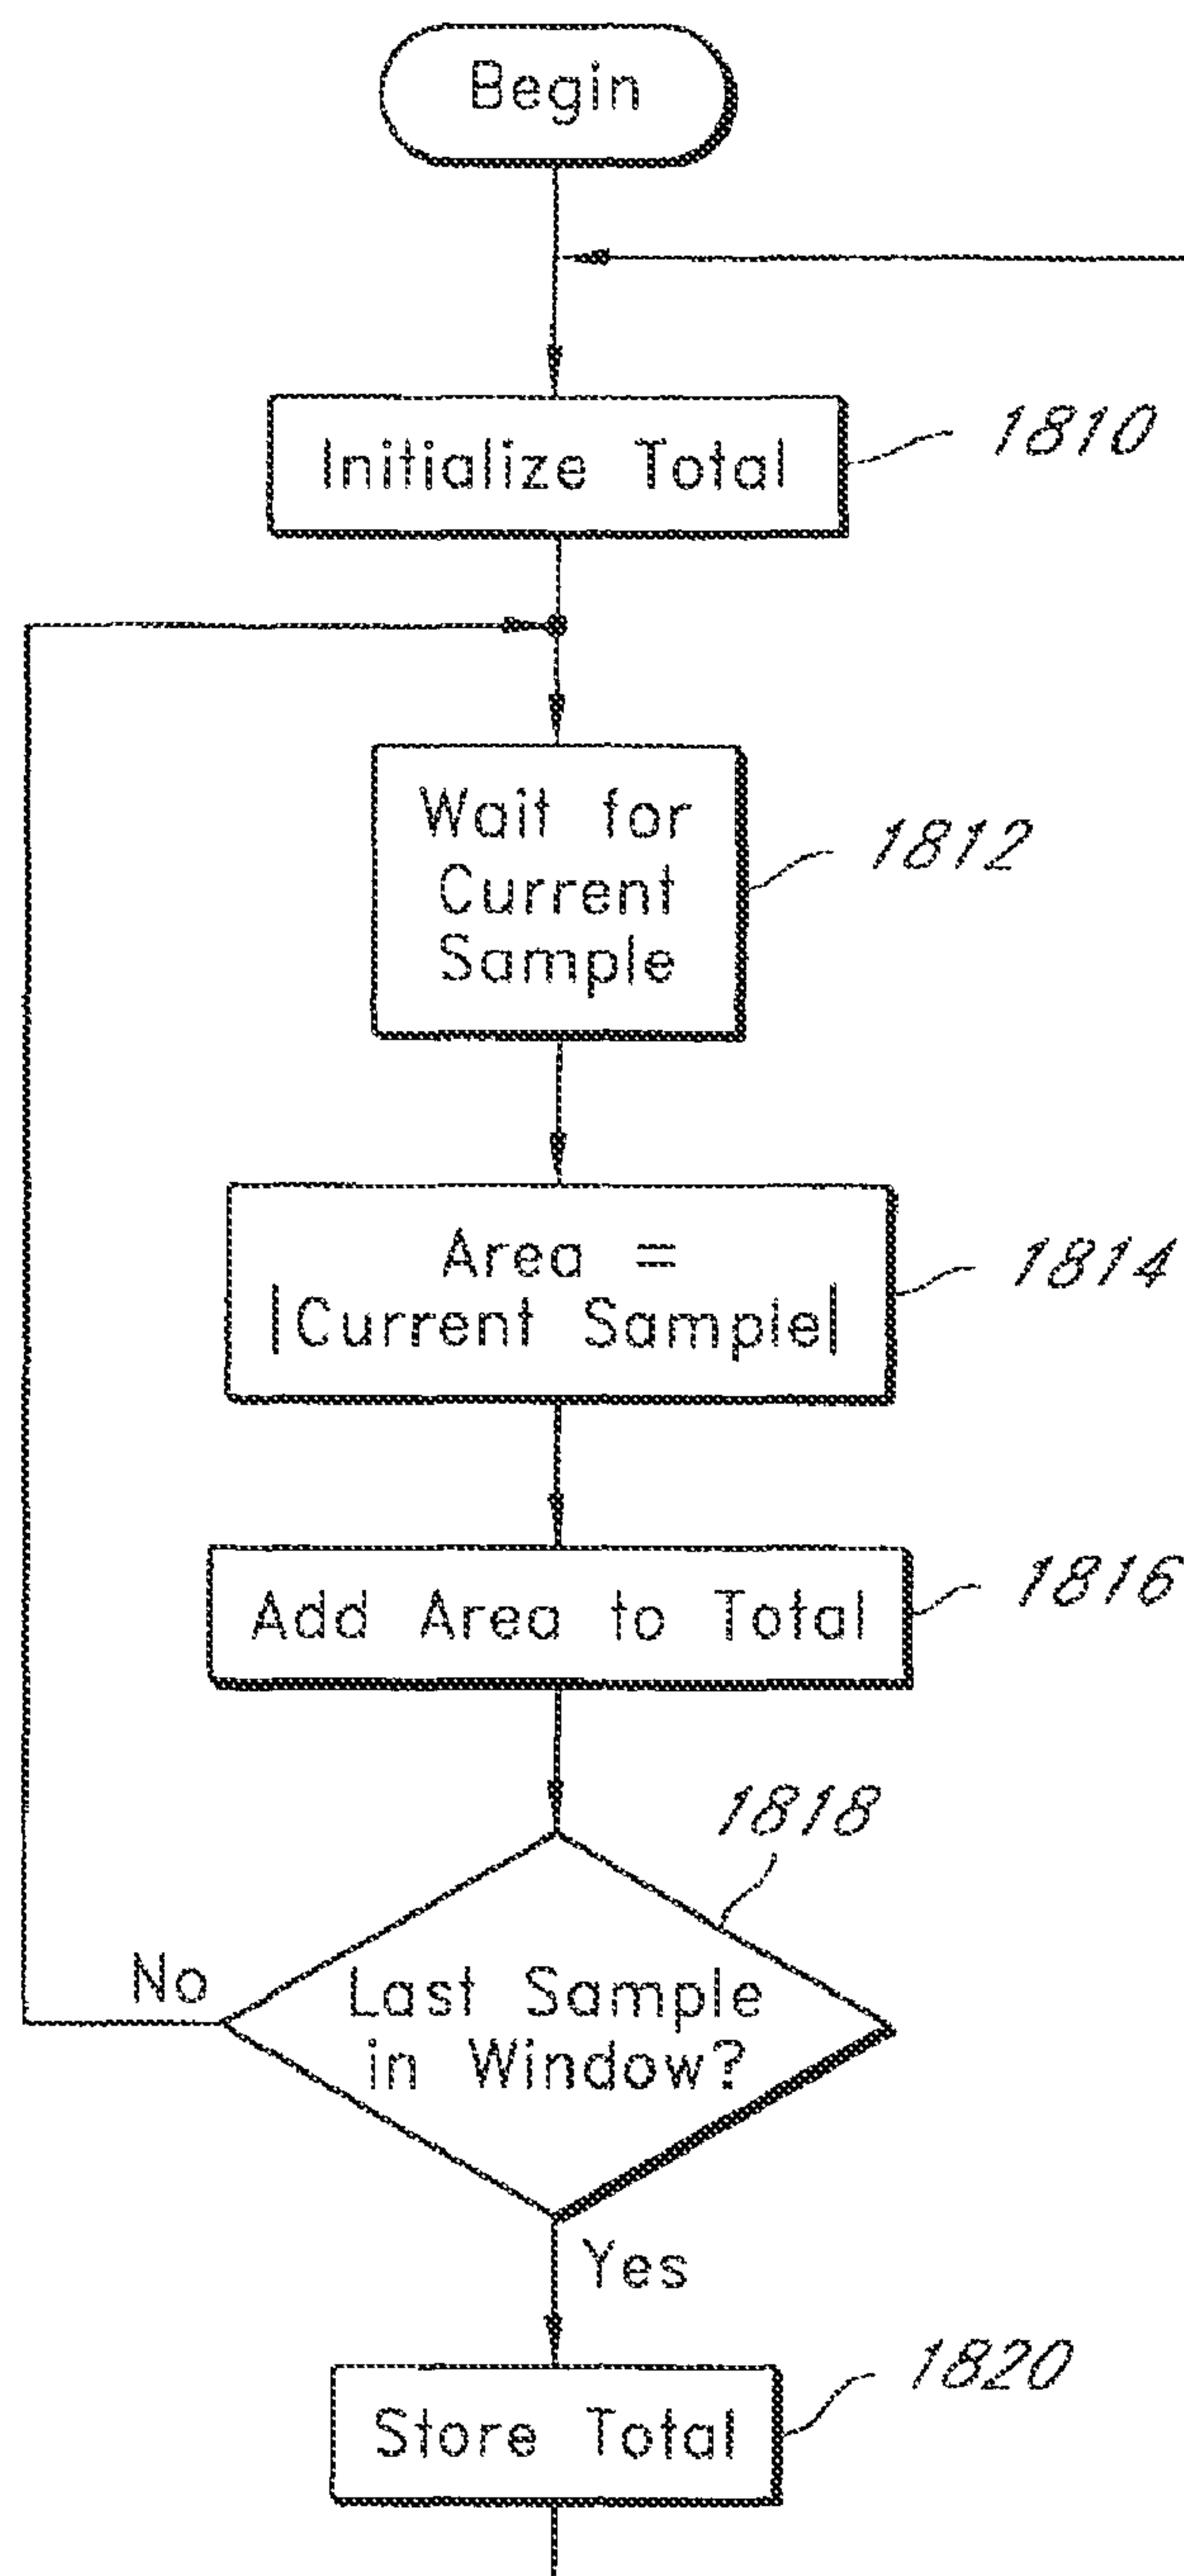 Begin
Initialize Total
1810
Wait for
Current
Sample
1812
Area =
|Current Sample|
1814
Add Area to Total
1816
1818
No
Last Sample
in Window?
Yes
1820
Store Total